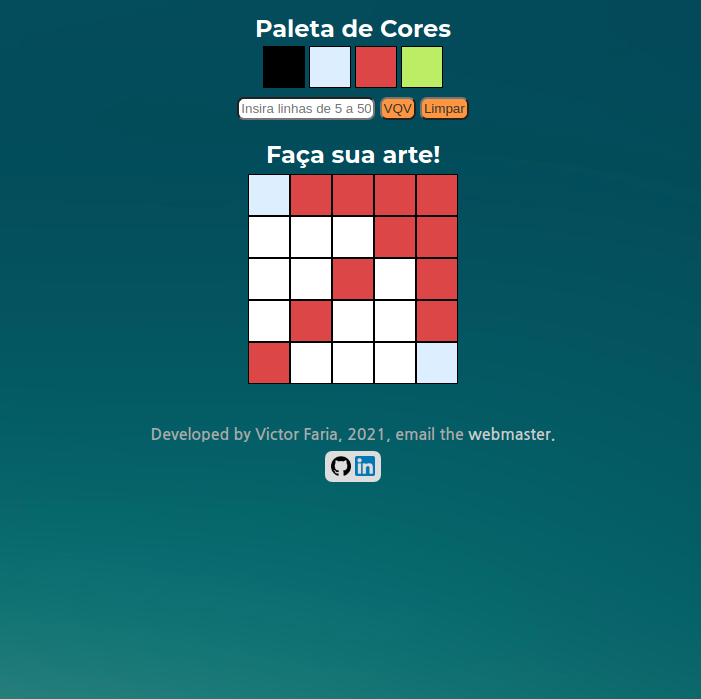 Paleta de Cores
Insira linhas de 5 a 50 VQV Limpar
Faça sua arte!
Developed by Victor Faria, 2021, email the webmaster.
in